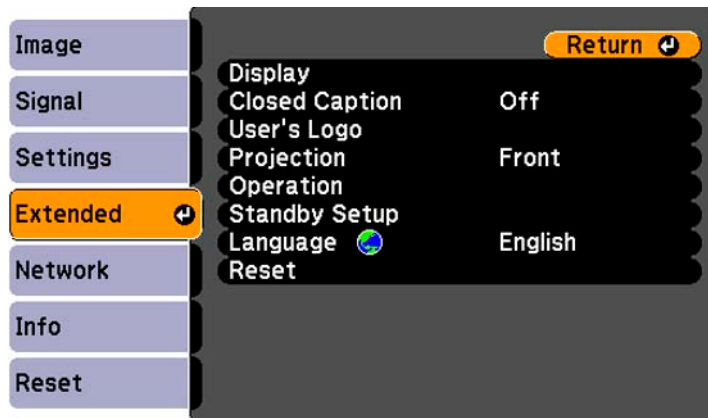 Image
Signal
Settings
Extended
Network
Info
Reset
Return
Display
Closed Caption Off
User's Logo
Projection Front
Operation
Standby Setup
Language English
Reset